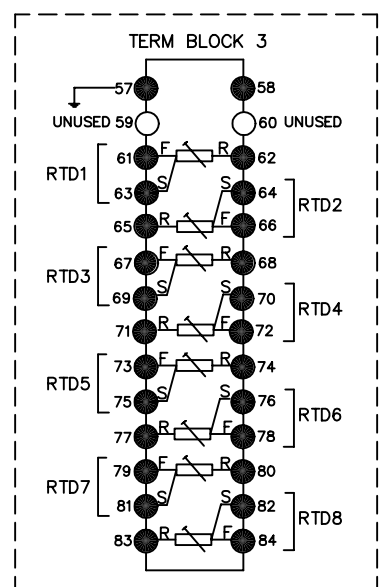 TERM BLOCK 3
57 58
UNUSED 59 60 UNUSED
61 F R 62
RTD1
63 S S 64
RTD2
65 R F 66
67 F R 68
RTD3
69 S S 70
RTD4
71 R F 72
73 F R 74
RTD5
75 S S 76
RTD6
77 R F 78
79 F R 80
RTD7
81 S S 82
RTD8
83 R F 84